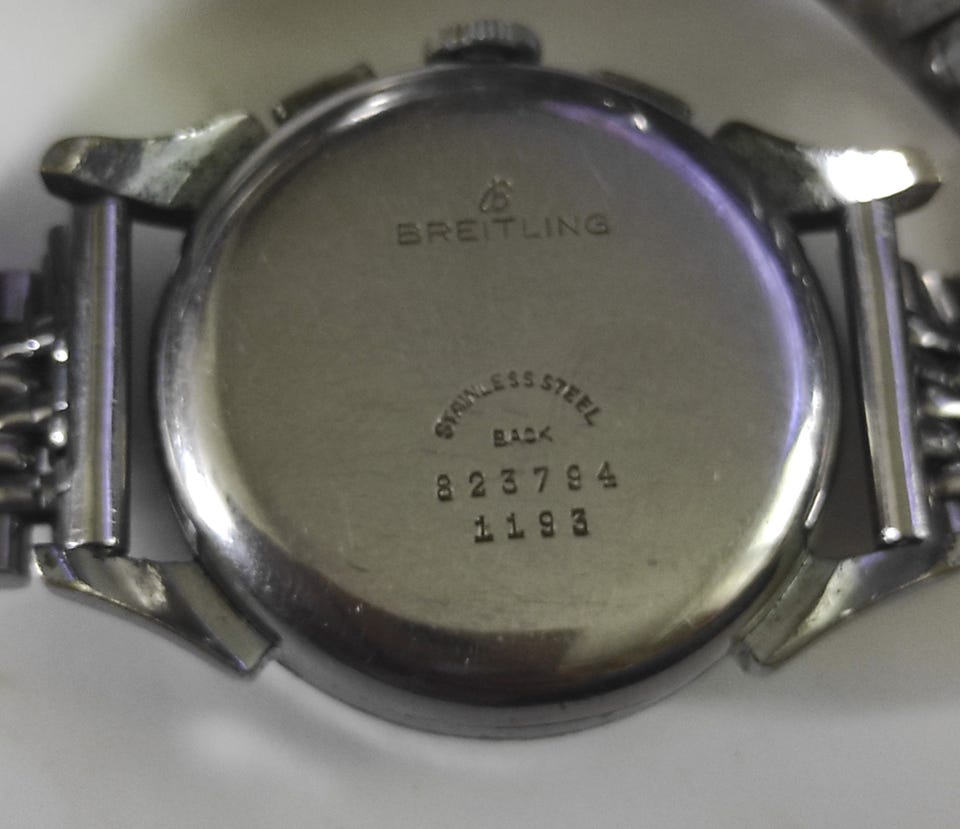 BREITLING
STAINLESS STEEL
BACK
823794
1193